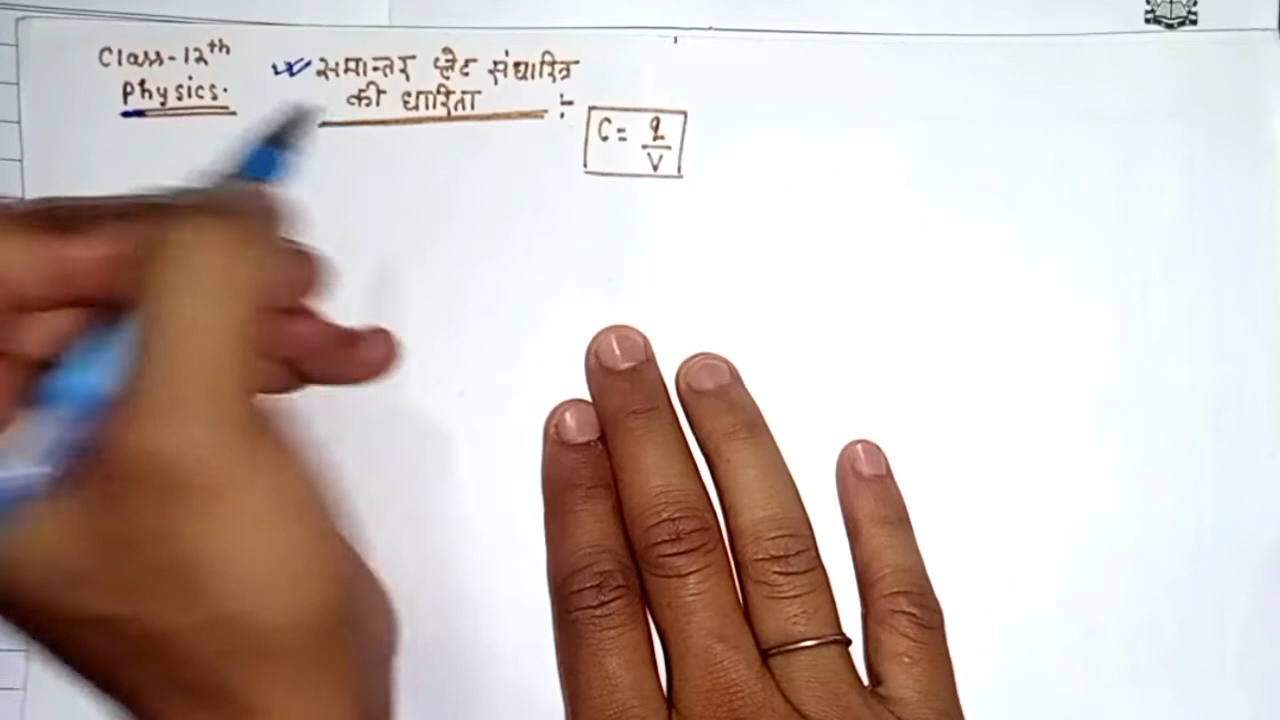 Class-12th
Physics.
समान्तर प्लेट संधारित्र
की धारिता :-
C = q/V